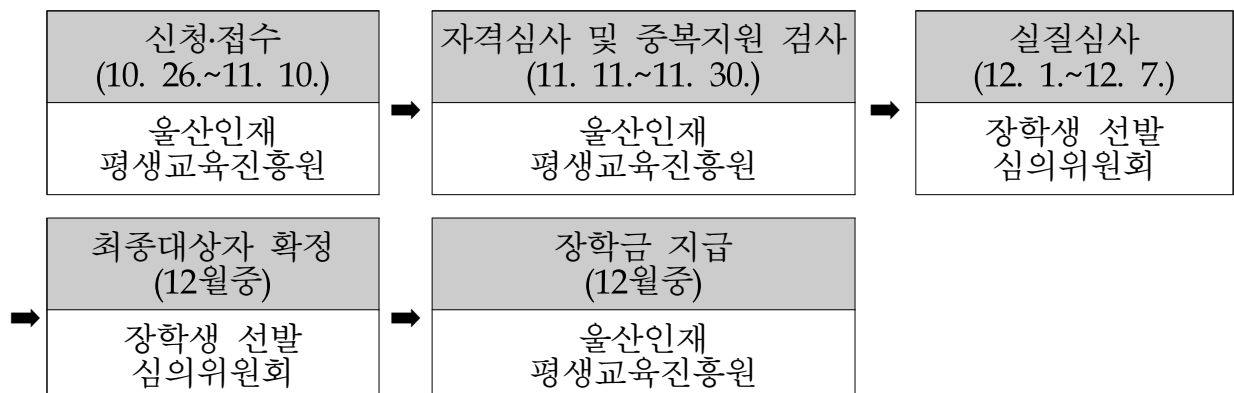 신청·접수
(10. 26.~11. 10.)
울산인재
평생교육진흥원
➡
자격심사 및 중복지원 검사
(11. 11.~11. 30.)
울산인재
평생교육진흥원
➡
실질심사
(12. 1.~12. 7.)
장학생 선발
심의위원회
➡
최종대상자 확정
(12월중)
장학생 선발
심의위원회
➡
장학금 지급
(12월중)
울산인재
평생교육진흥원